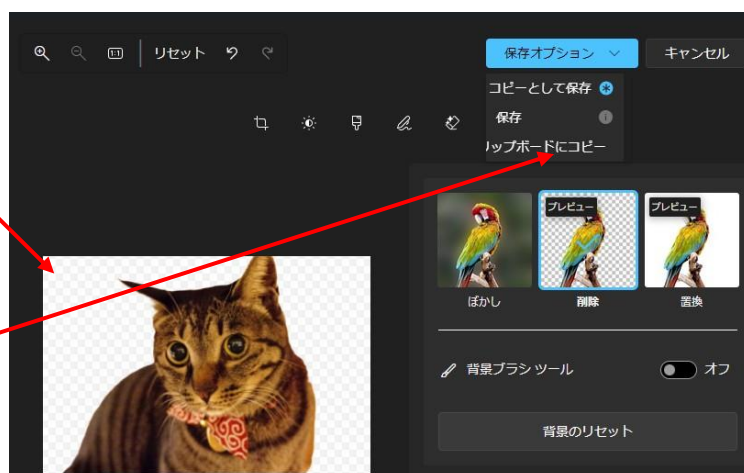 1:1 リセット
保存オプション
キャンセル
コピーとして保存
保存
リップボードにコピー
プレビュー プレビュー
ぼかし 削除 置換
背景ブラシ ツール オフ
背景のリセット